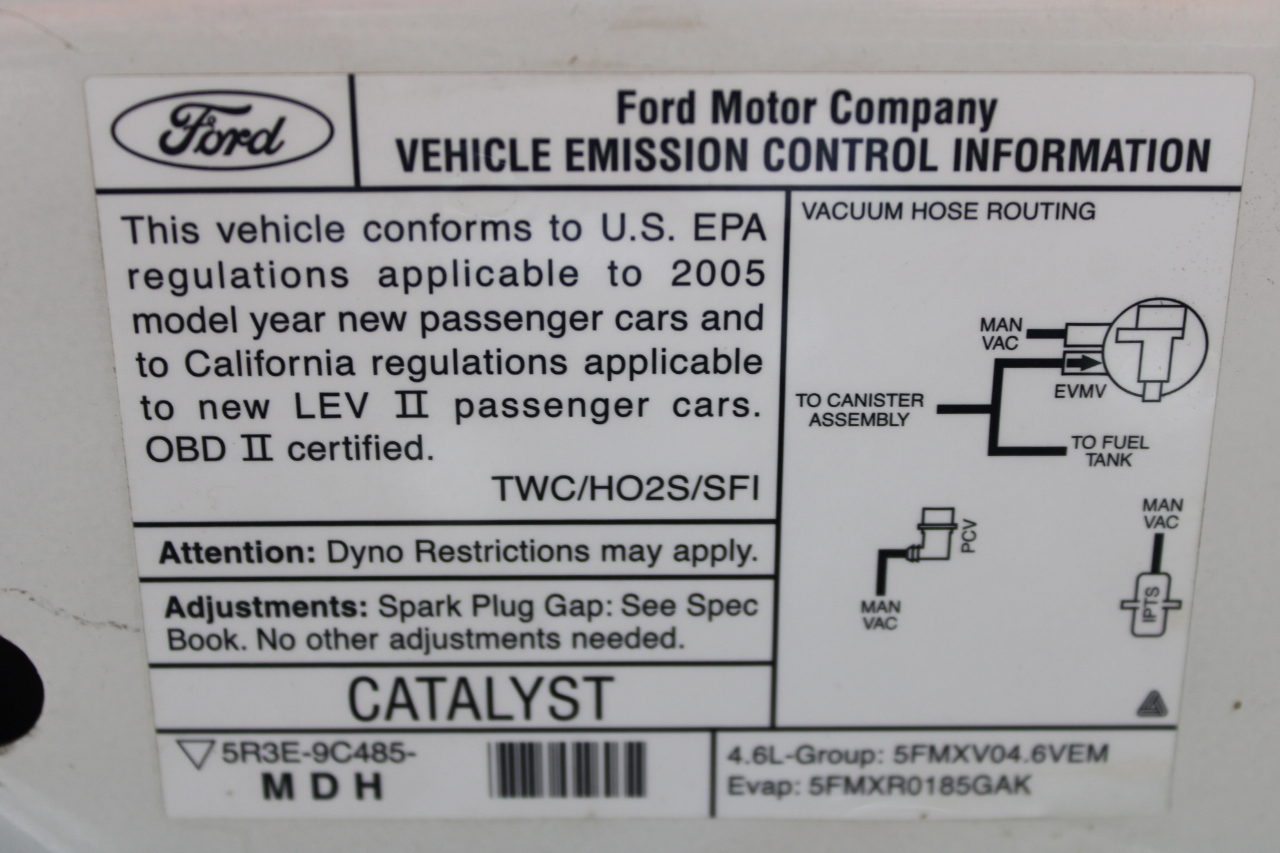 Ford
Ford Motor Company
VEHICLE EMISSION CONTROL INFORMATION
This vehicle conforms to U.S. EPA
regulations applicable to 2005
model year new passenger cars and
to California regulations applicable
to new LEV II passenger cars.
OBD II certified.
TWC/HO2S/SFI
Attention: Dyno Restrictions may apply.
Adjustments: Spark Plug Gap: See Spec
Book. No other adjustments needed.
CATALYST
5R3E-9C485-
MDH
VACUUM HOSE ROUTING
MAN
VAC
EVMV
TO CANISTER
ASSEMBLY
TO FUEL
TANK
PCV
MAN
VAC
MAN
VAC
IPTS
4.6L-Group: 5FMXV04.6VEM
Evap: 5FMXR0185GAK